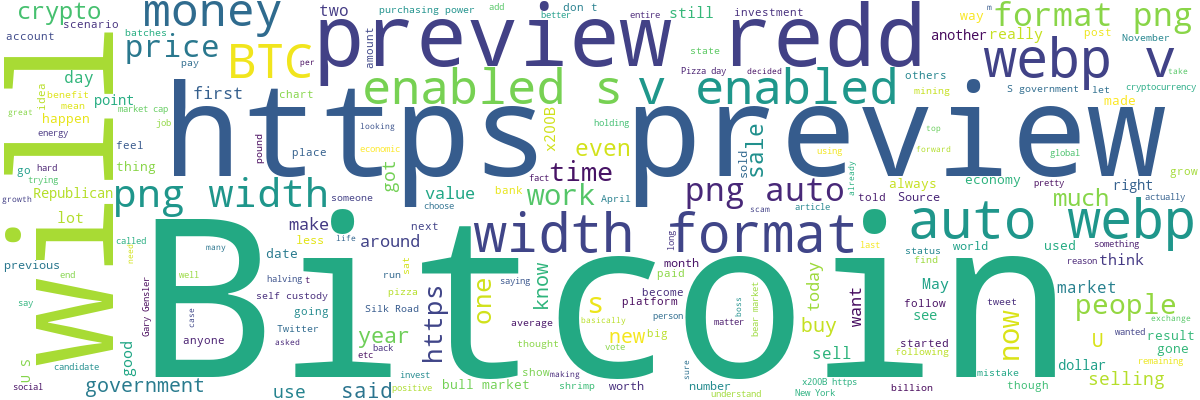 crypto
scenario
account
money
batches
price
pay
BTC
two
purchasing power
amount
add
better
don t
entire
preview redd
still
investment
another
really
way
m
format png
post
November
webp v
take
market cap
per
day
idea
benefit
mean
point
great
happen
energy
job
feel
thing
first
chart
place
https preview
enabled s
v enabled
state
Pizza day
decided
others
mining
S government
let
made
cryptocurrency
looking
economic
pound
holding
x200B
even
sold
sale
using
top
forward
global
already
always
economy
right
grow
much
pretty
actually
go
hard
trying
growth
Republican
lot
will
png width
someone
got
value
choose
bank
fact
time
work
April
png auto
told
Source
scam
article
auto webp
called
previous
end
say
U S
social
candidate
need
Gary Gensler
good
government
many
well
case
date
halving
t
self custody
going
Twitter
asked
anyone
use
make
less
life
next
around
run
sat
pizza
Silk Road
year
etc
back
said
https
width format
long
month
know
one
saying
average
thought
basically
s
paid
platform
become
person
new
big
vote
boss
matter
bear market
today
buy
sell
May
want
last
status
find
follow
see
started
following
world
used
something
reason
think
market
tweet
now
people
U
wanted
exchange
result
gone
dollar
remaining
selling
mistake
though
Bitcoin
invest
positive
bull market
show
making
shrimp
worth
sure
number
understand
x200B https
New York
billion